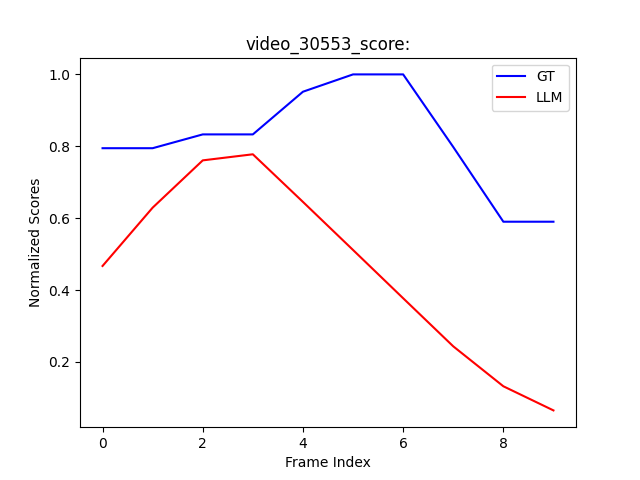 video_30553_score:
GT
LLM
1.0
0.8
0.6
0.4
0.2
Normalized Scores
0 2 4 6 8
Frame Index